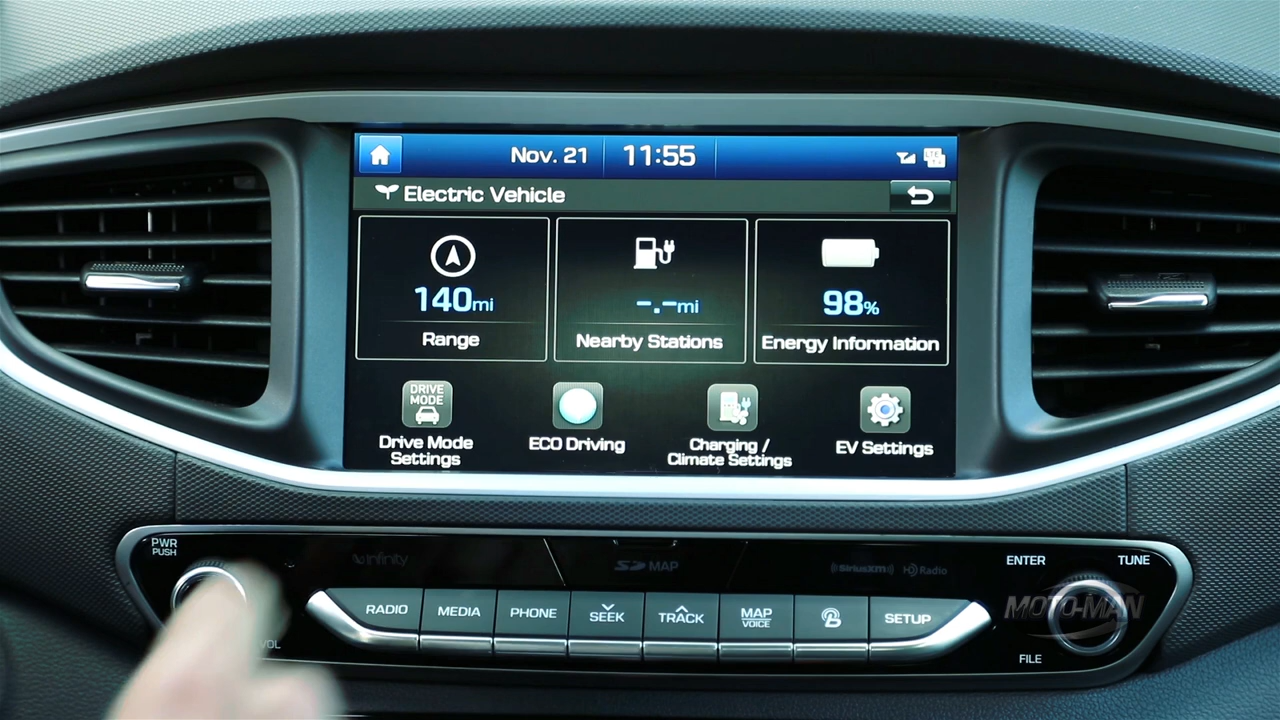 Nov. 21
11:55
LTE
Electric Vehicle
140mi
Range
-.-mi
Nearby Stations
98%
Energy Information
DRIVE
MODE
Drive Mode
Settings
ECO Driving
Charging /
Climate Settings
EV Settings
PWR
PUSH
VOL
infinity
SD MAP
((SiriusXM))
HD Radio
ENTER
TUNE
RADIO
MEDIA
PHONE
SEEK
TRACK
MAP
VOICE
SETUP
FILE
MOTO-MAN